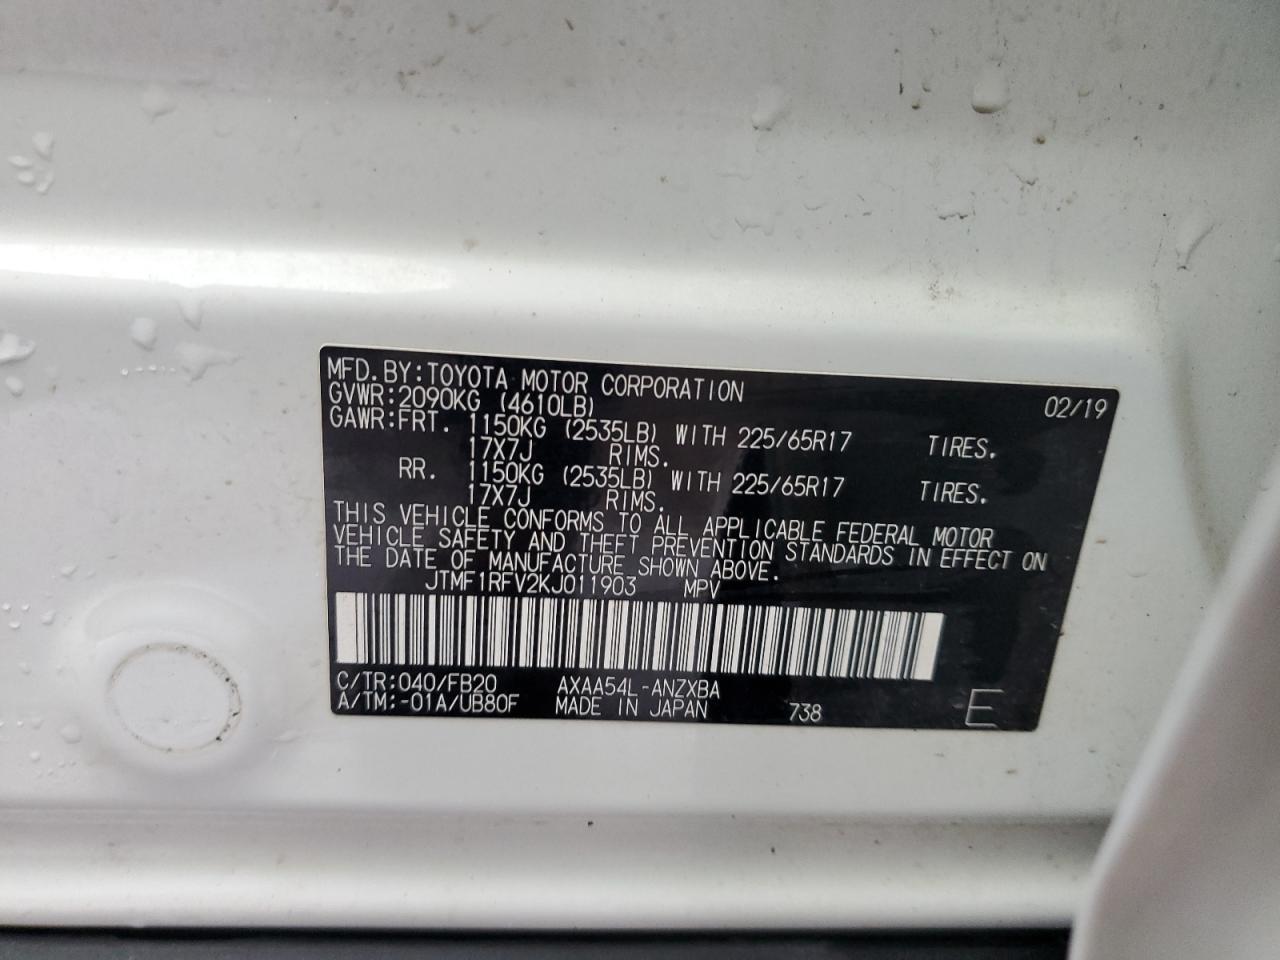 MFD.BY:TOYOTA MOTOR CORPORATION 02/19
GVWR:2090KG (4610LB)
GAWR:FRT. 1150KG (2535LB) WITH 225/65R17 TIRES.
17X7J RIMS.
RR. 1150KG (2535LB) WITH 225/65R17 TIRES.
17X7J RIMS.
THIS VEHICLE CONFORMS TO ALL APPLICABLE FEDERAL MOTOR
VEHICLE SAFETY AND THEFT PREVENTION STANDARDS IN EFFECT ON
THE DATE OF MANUFACTURE SHOWN ABOVE.
JTMF1RFV2KJ011903 MPV
C/TR:040/FB20 AXAA54L-ANZXBA
A/TM:-01A/UB80F MADE IN JAPAN 738 E